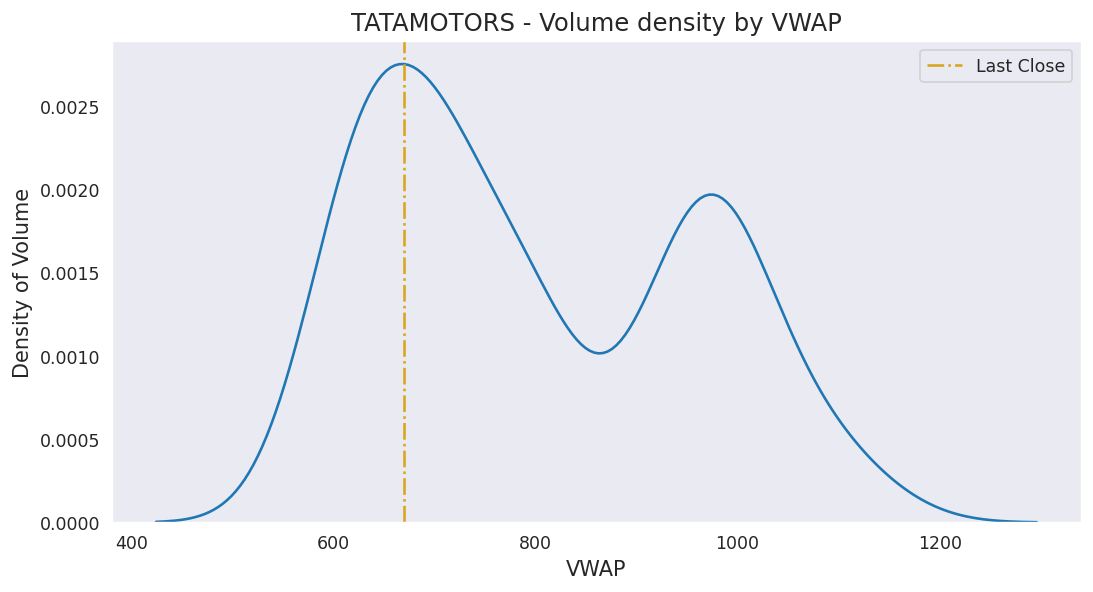 TATAMOTORS - Volume density by VWAP
Last Close
Density of Volume
0.0025
0.0020
0.0015
0.0010
0.0005
0.0000
400 600 800 1000 1200
VWAP